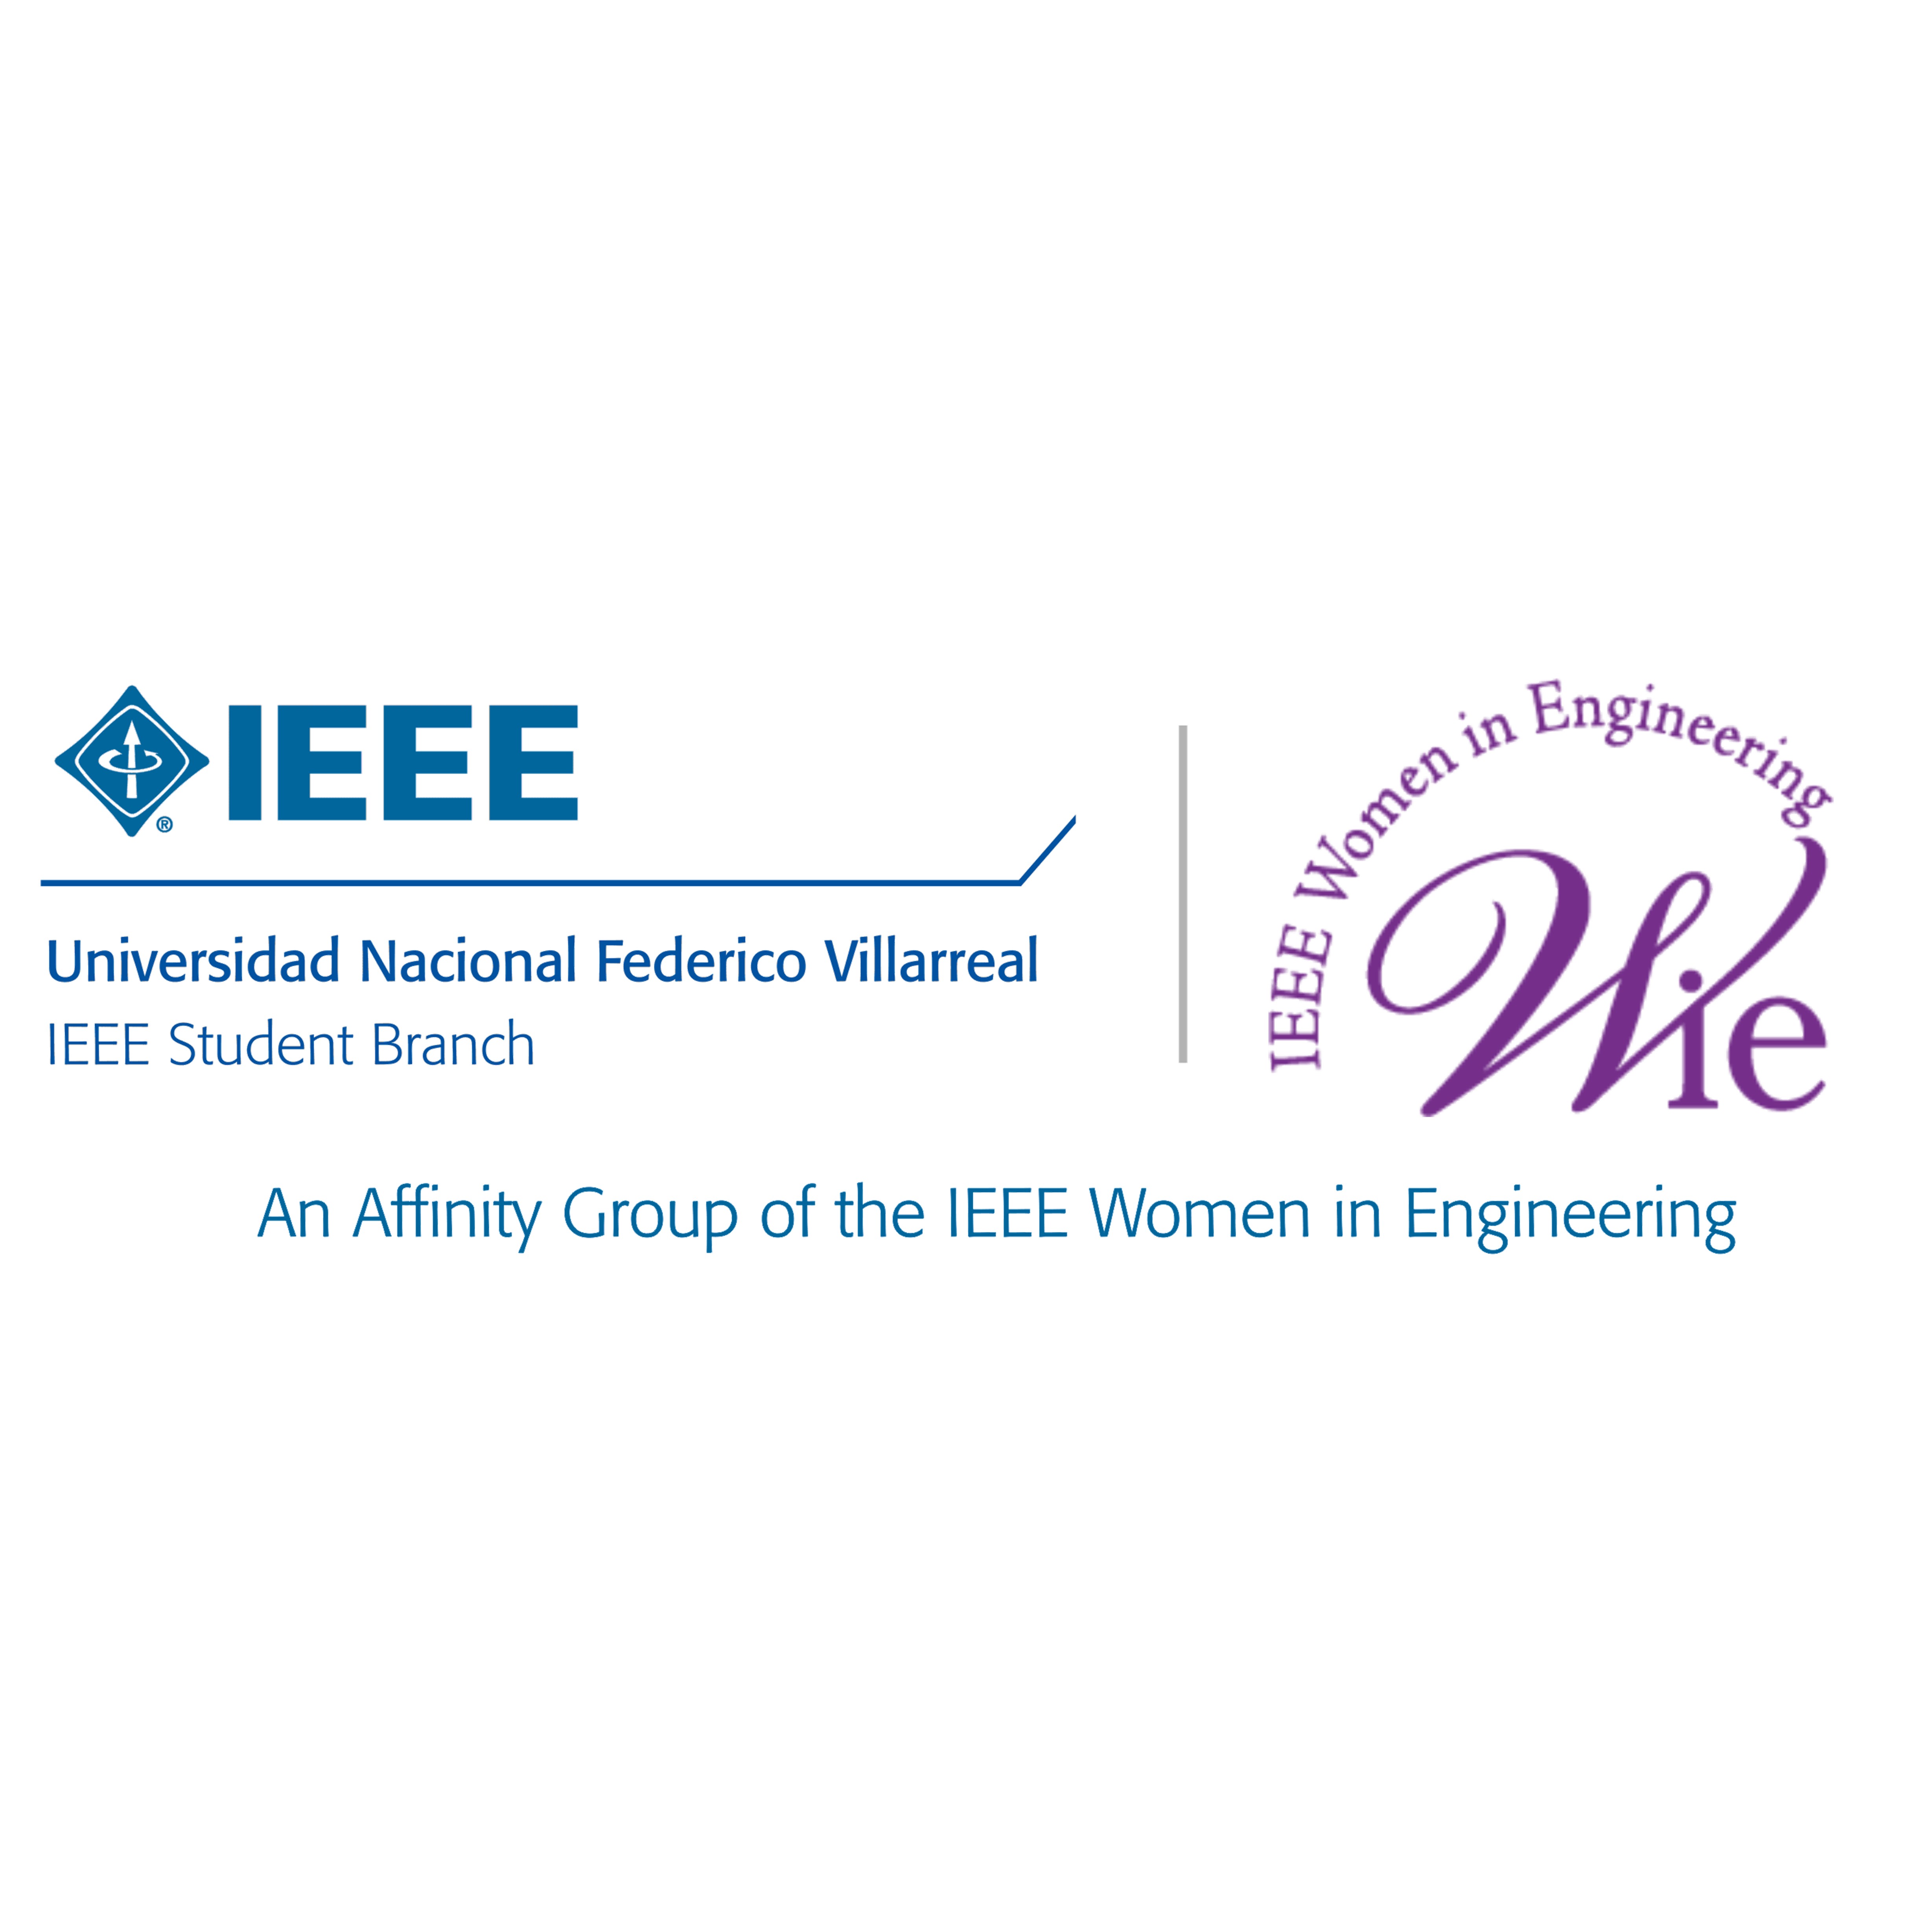 IEEE
®
Universidad Nacional Federico Villarreal
IEEE Student Branch
IEEE Women in Engineering
Wie
An Affinity Group of the IEEE Women in Engineering